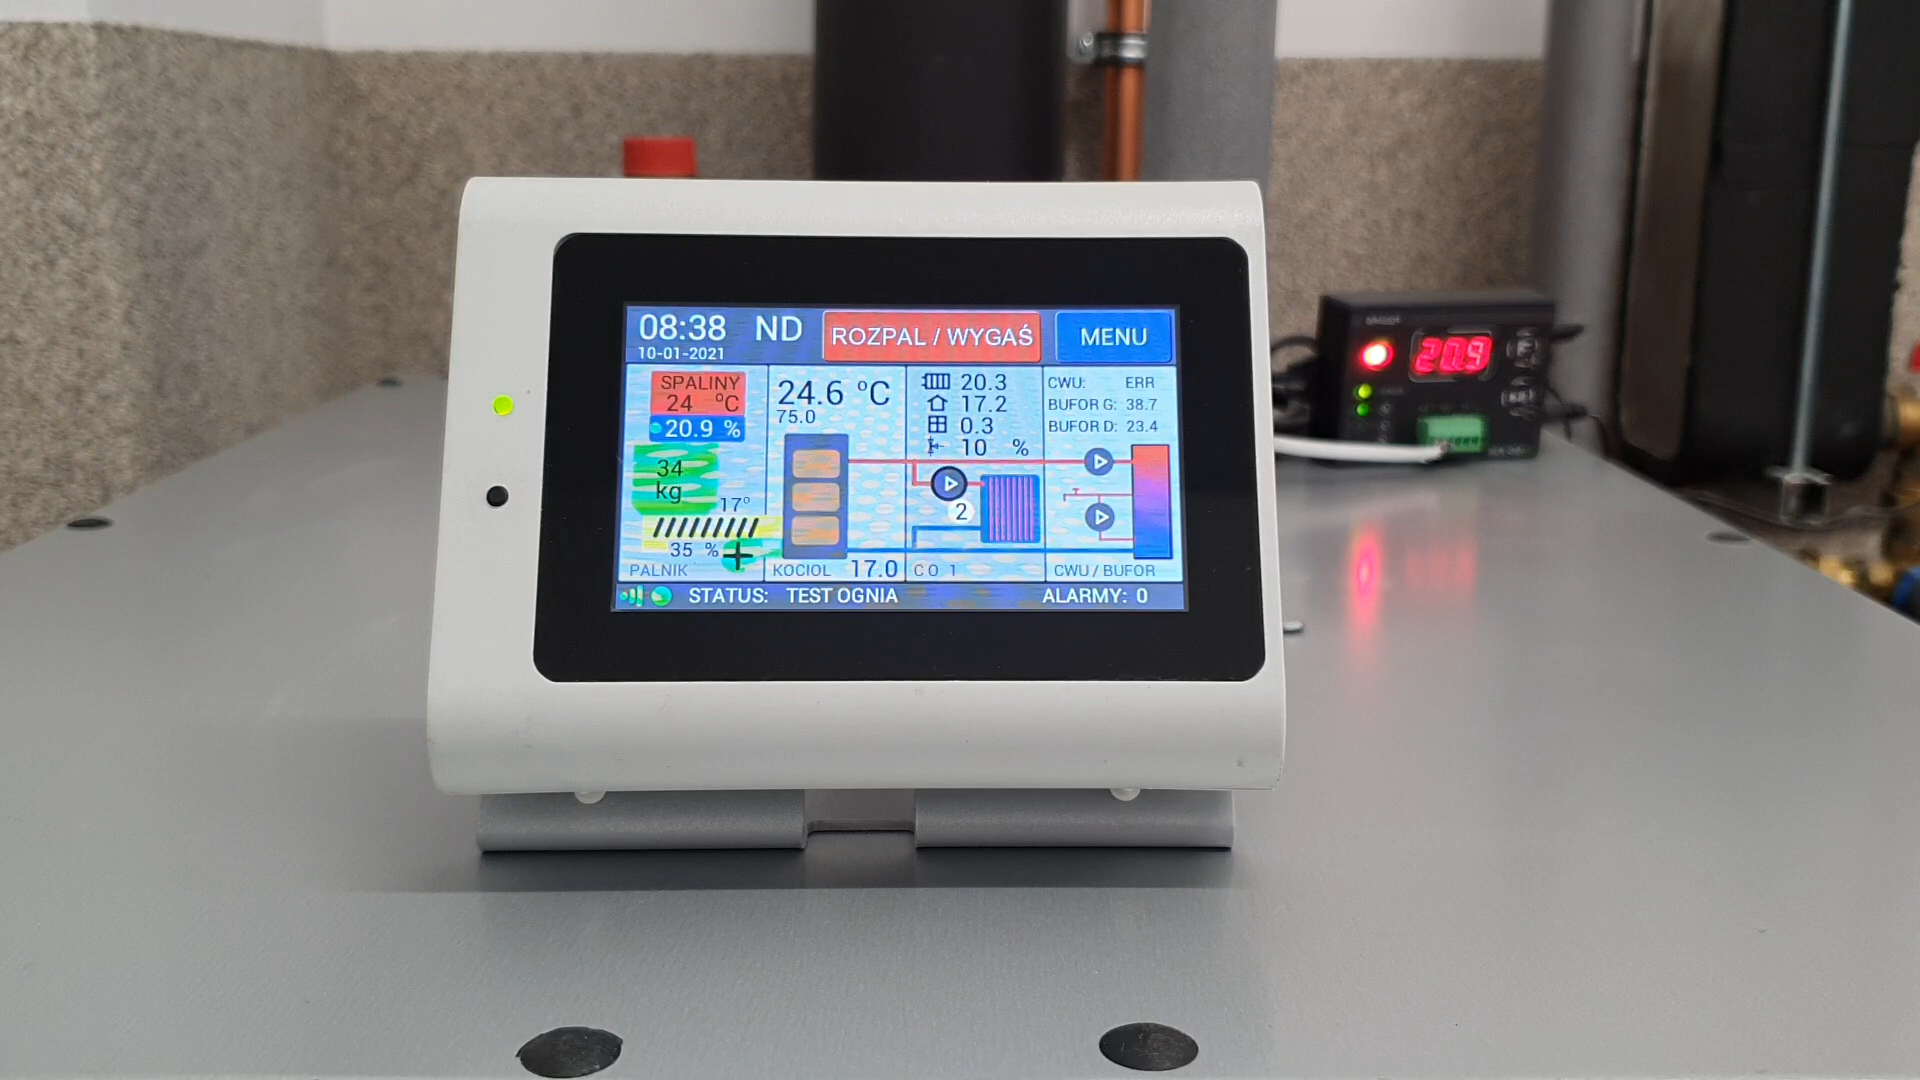 08:38 ND ROZPAL / WYGAŚ MENU
10-01-2021
SPALINY
24 °C
20.9 %
34
kg
17°
35 %
PALNIK
24.6 °C
75.0
KOCIOL 17.0
20.3
17.2
0.3
10 %
2
C O 1
CWU: ERR
BUFOR G: 38.7
BUFOR D: 23.4
CWU / BUFOR
STATUS: TEST OGNIA ALARMY: 0
20.9